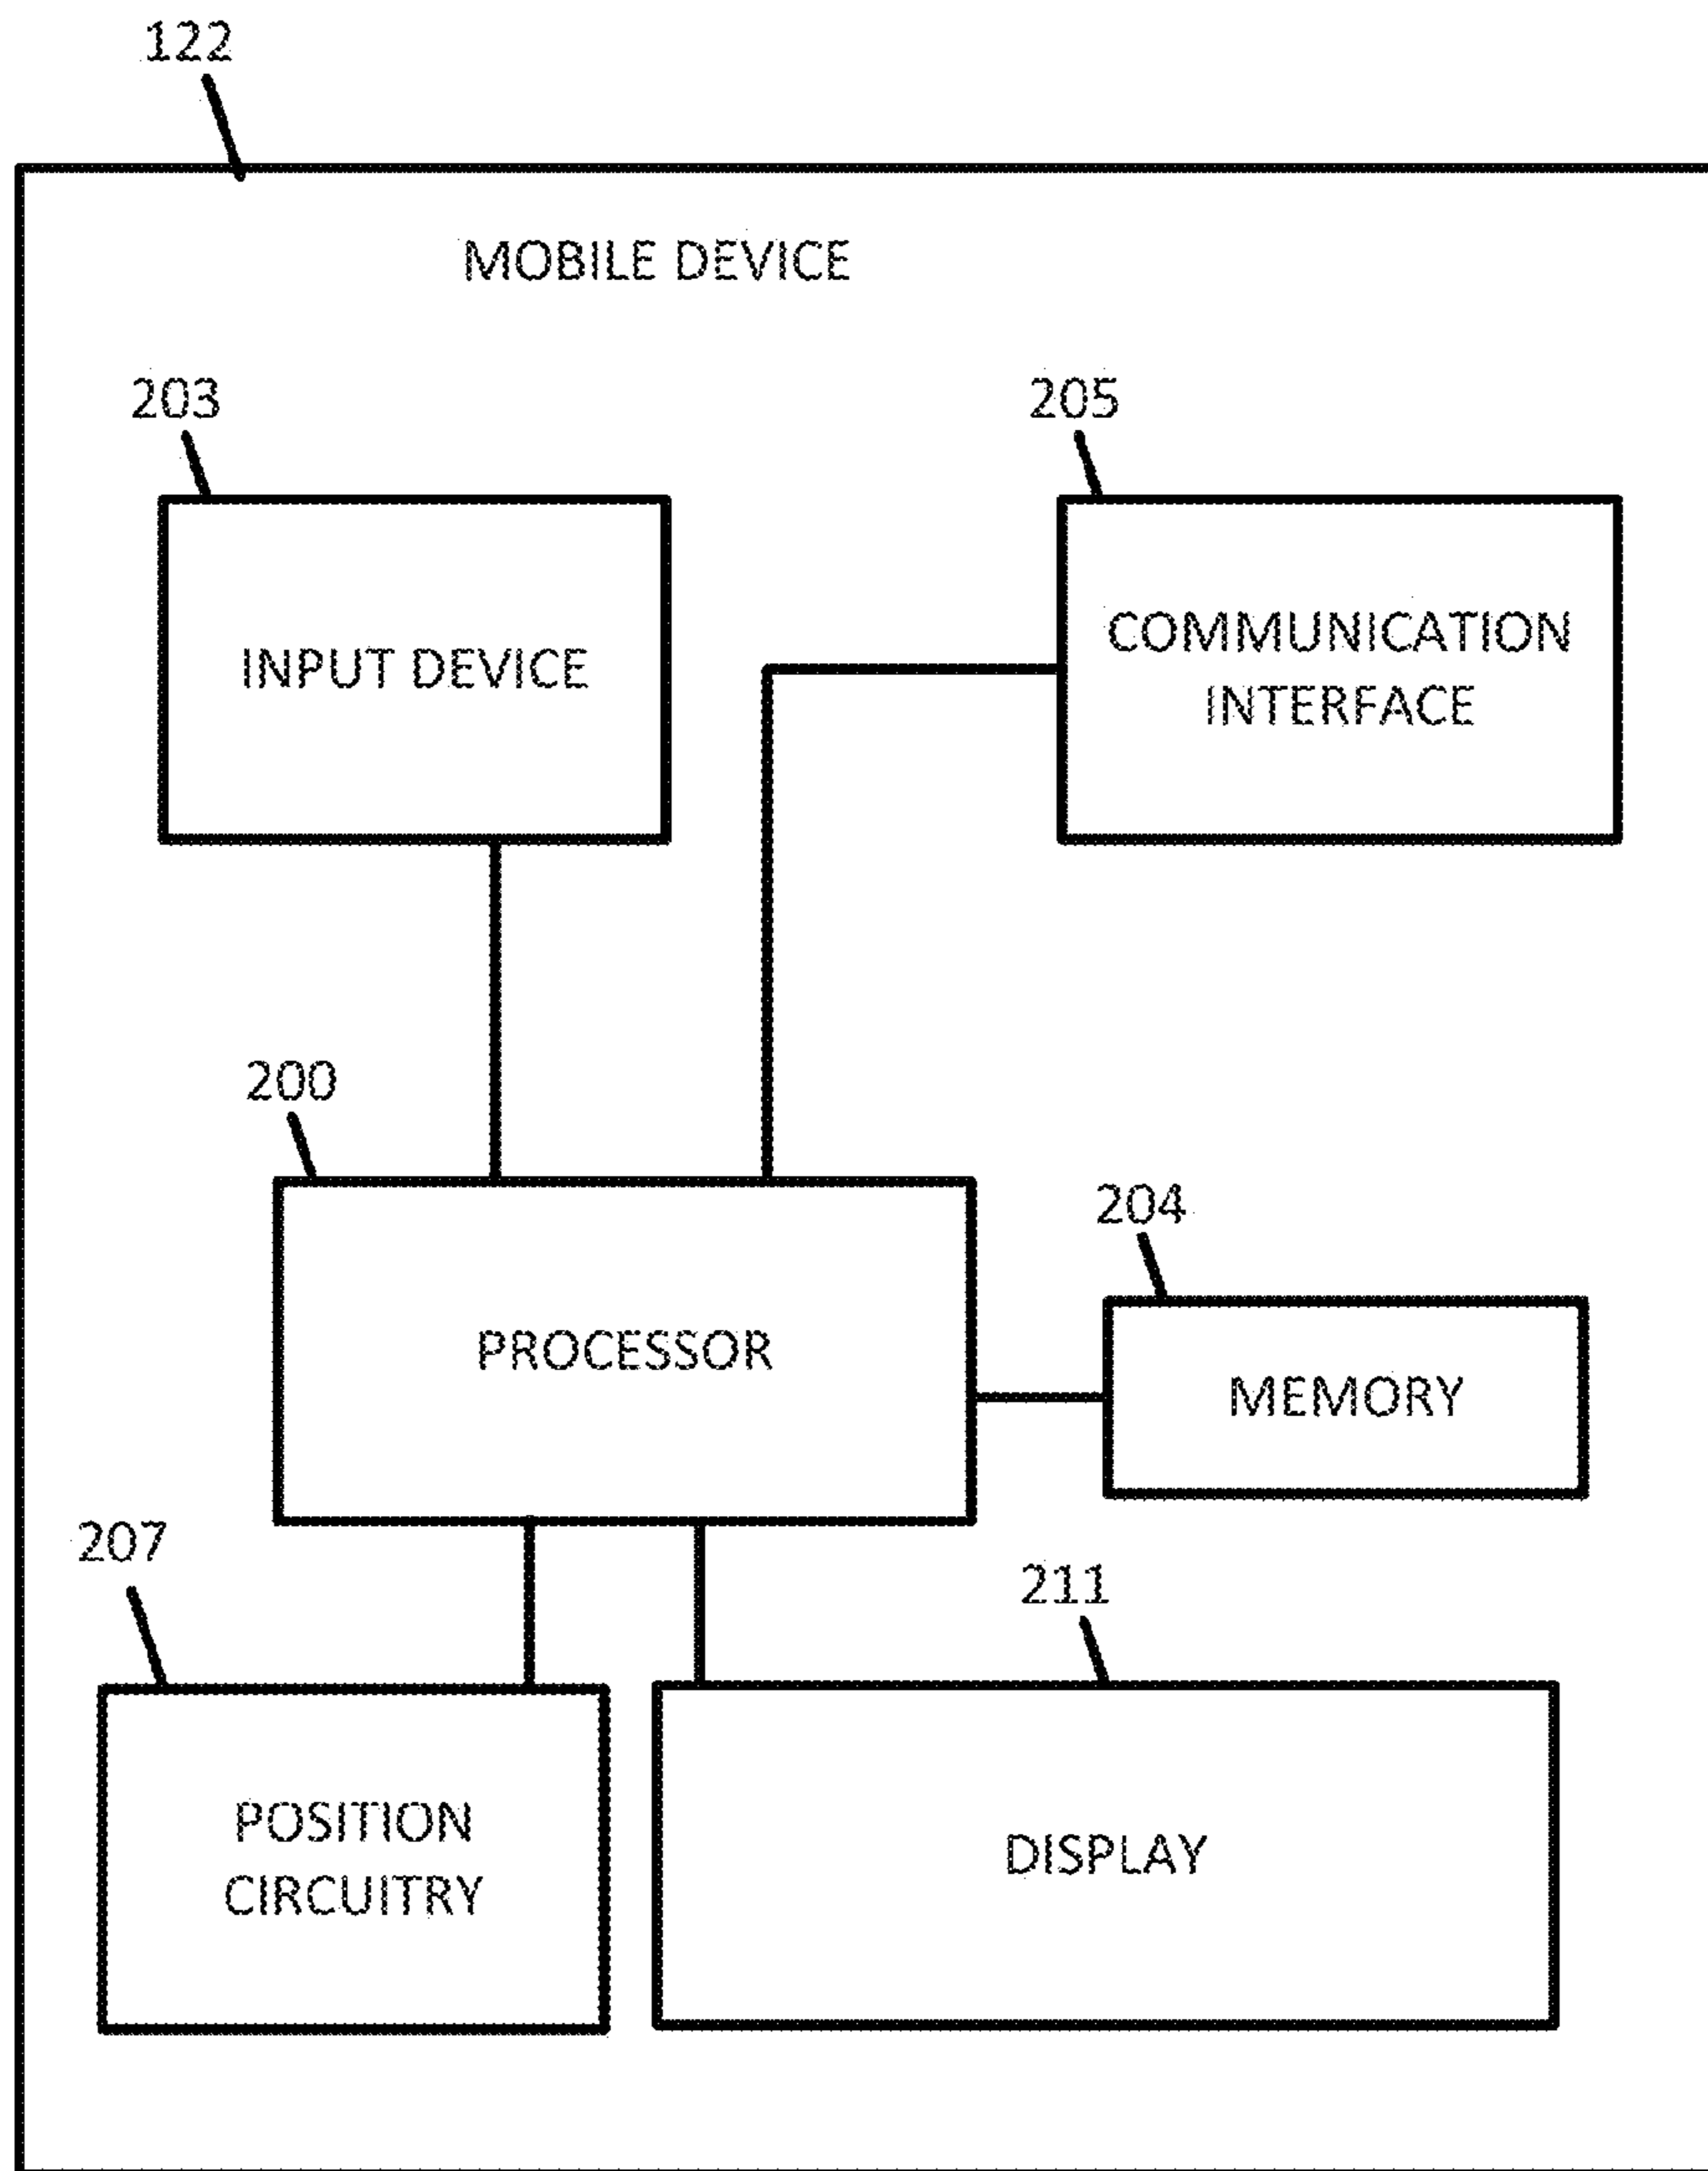 122
MOBILE DEVICE
203
205
INPUT DEVICE
COMMUNICATION
INTERFACE
200
204
PROCESSOR
MEMORY
207
211
POSITION
CIRCUITRY
DISPLAY